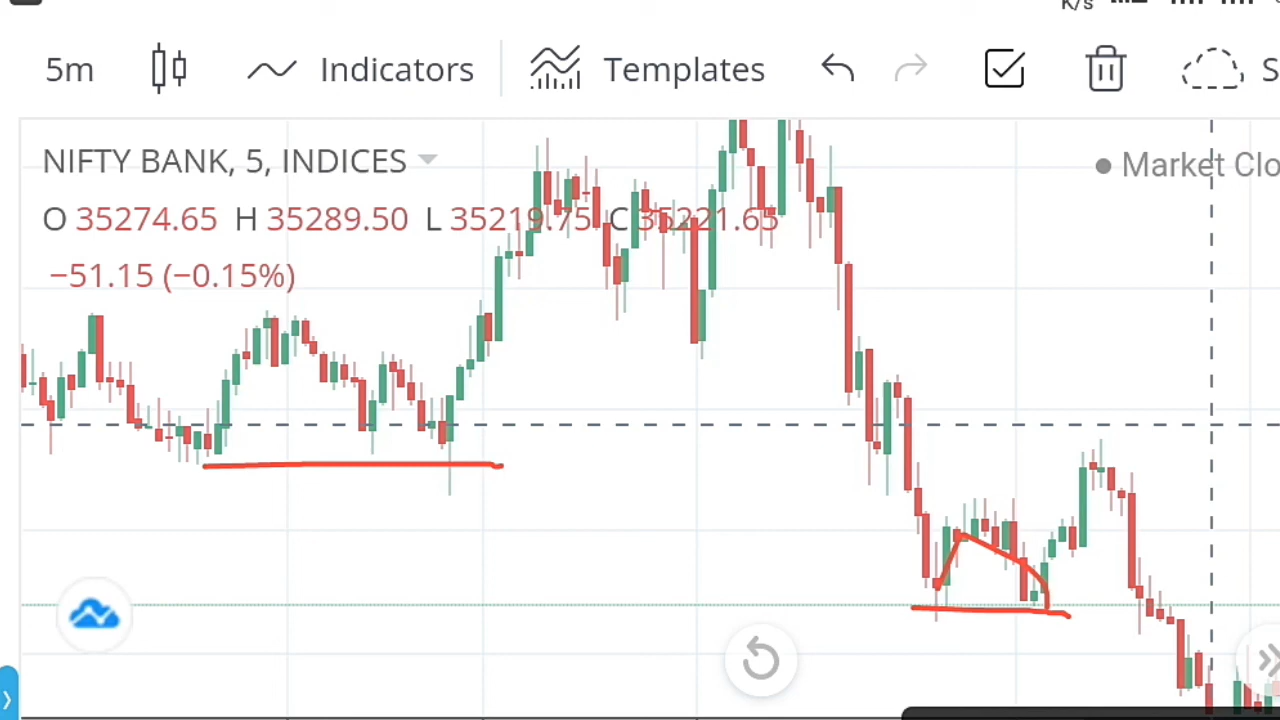 K/s
5m Indicators Templates S
NIFTY BANK, 5, INDICES
Market Clo
O 35274.65 H 35289.50 L 35219.75 C 35221.65
−51.15 (−0.15%)